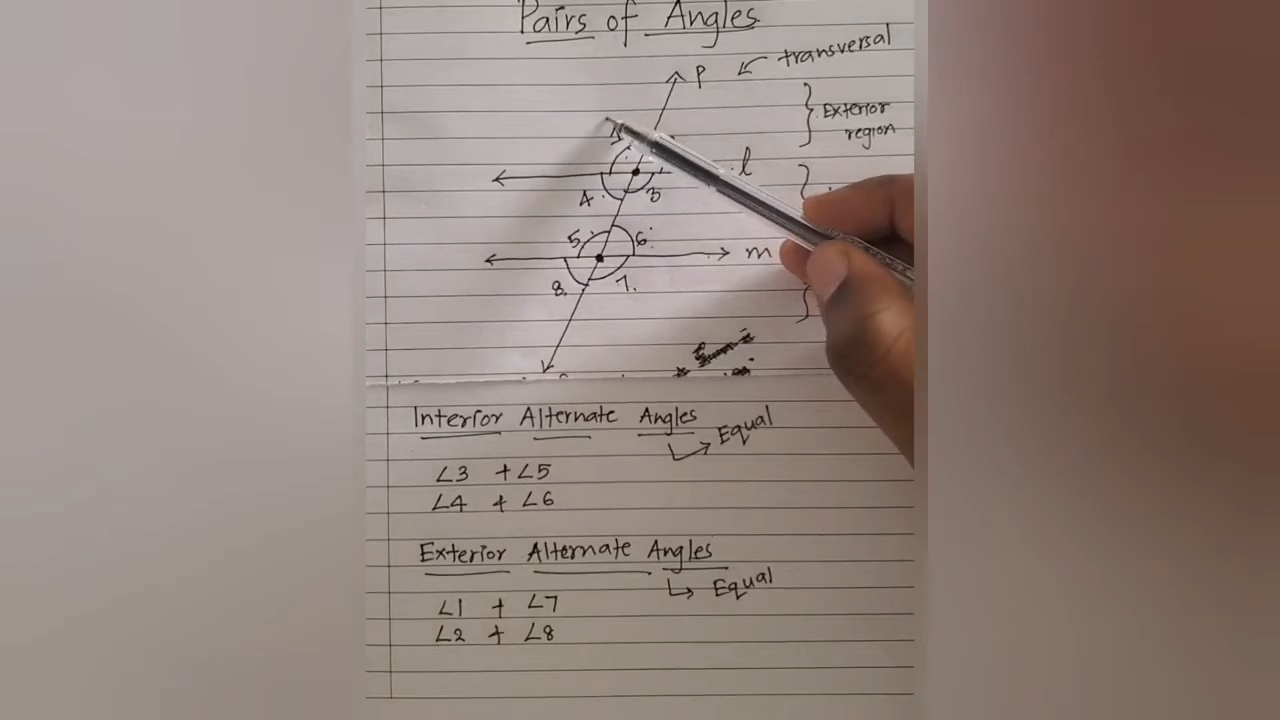 Pairs of Angles
transversal
p
Exterior
region
l
4
3
5
6
m
8
7
Interior Alternate Angles
Equal
∠3 + ∠5
∠4 + ∠6
Exterior Alternate Angles
Equal
∠1 + ∠7
∠2 + ∠8